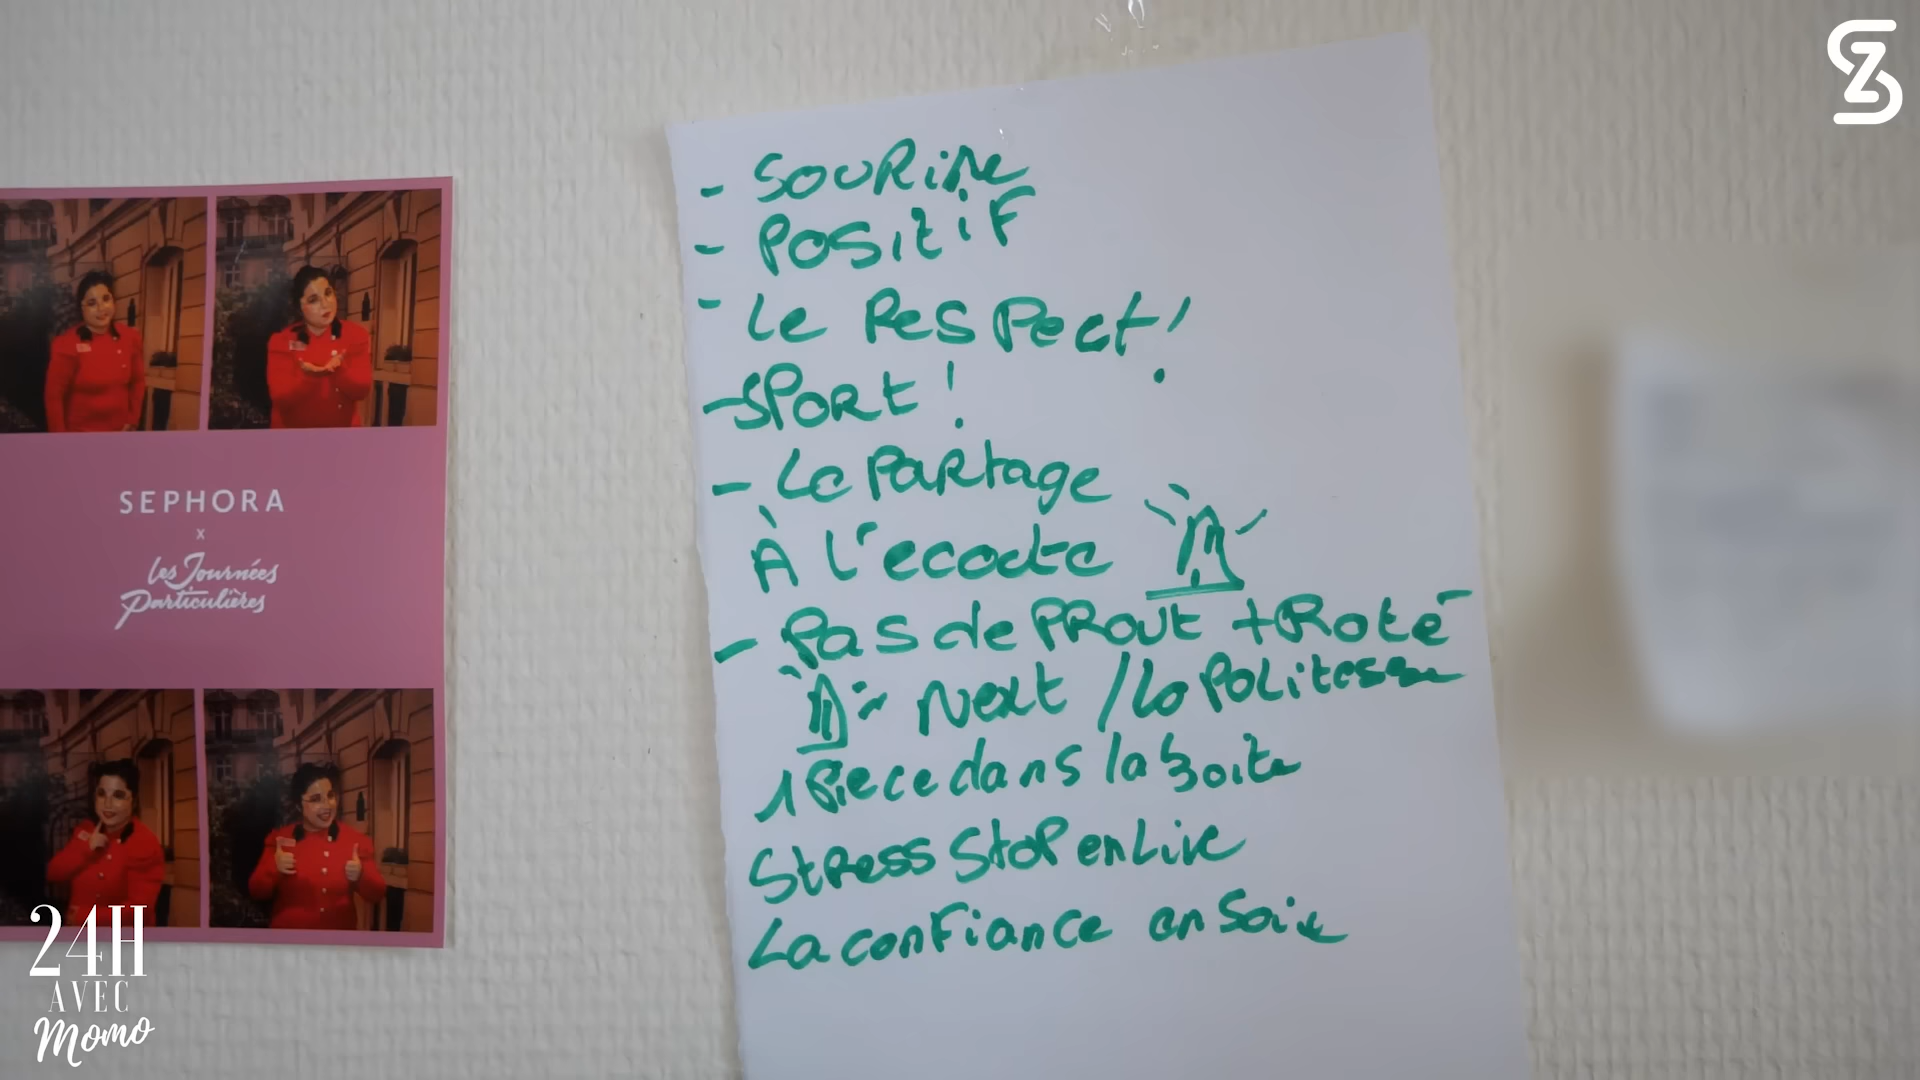 SZ
- SOURiRe
- POSitiF
- Le Respect !
- SPORt !
- Le PaRtage
À l'ecoute
- Pas de PROUt + Roté
Next / La Politesse
1 Piece dans la boite
StRess StoP en Live
La conFiance en Soie
SEPHORA
x
Les Journées
Particulières
24H
AVEC
Momo